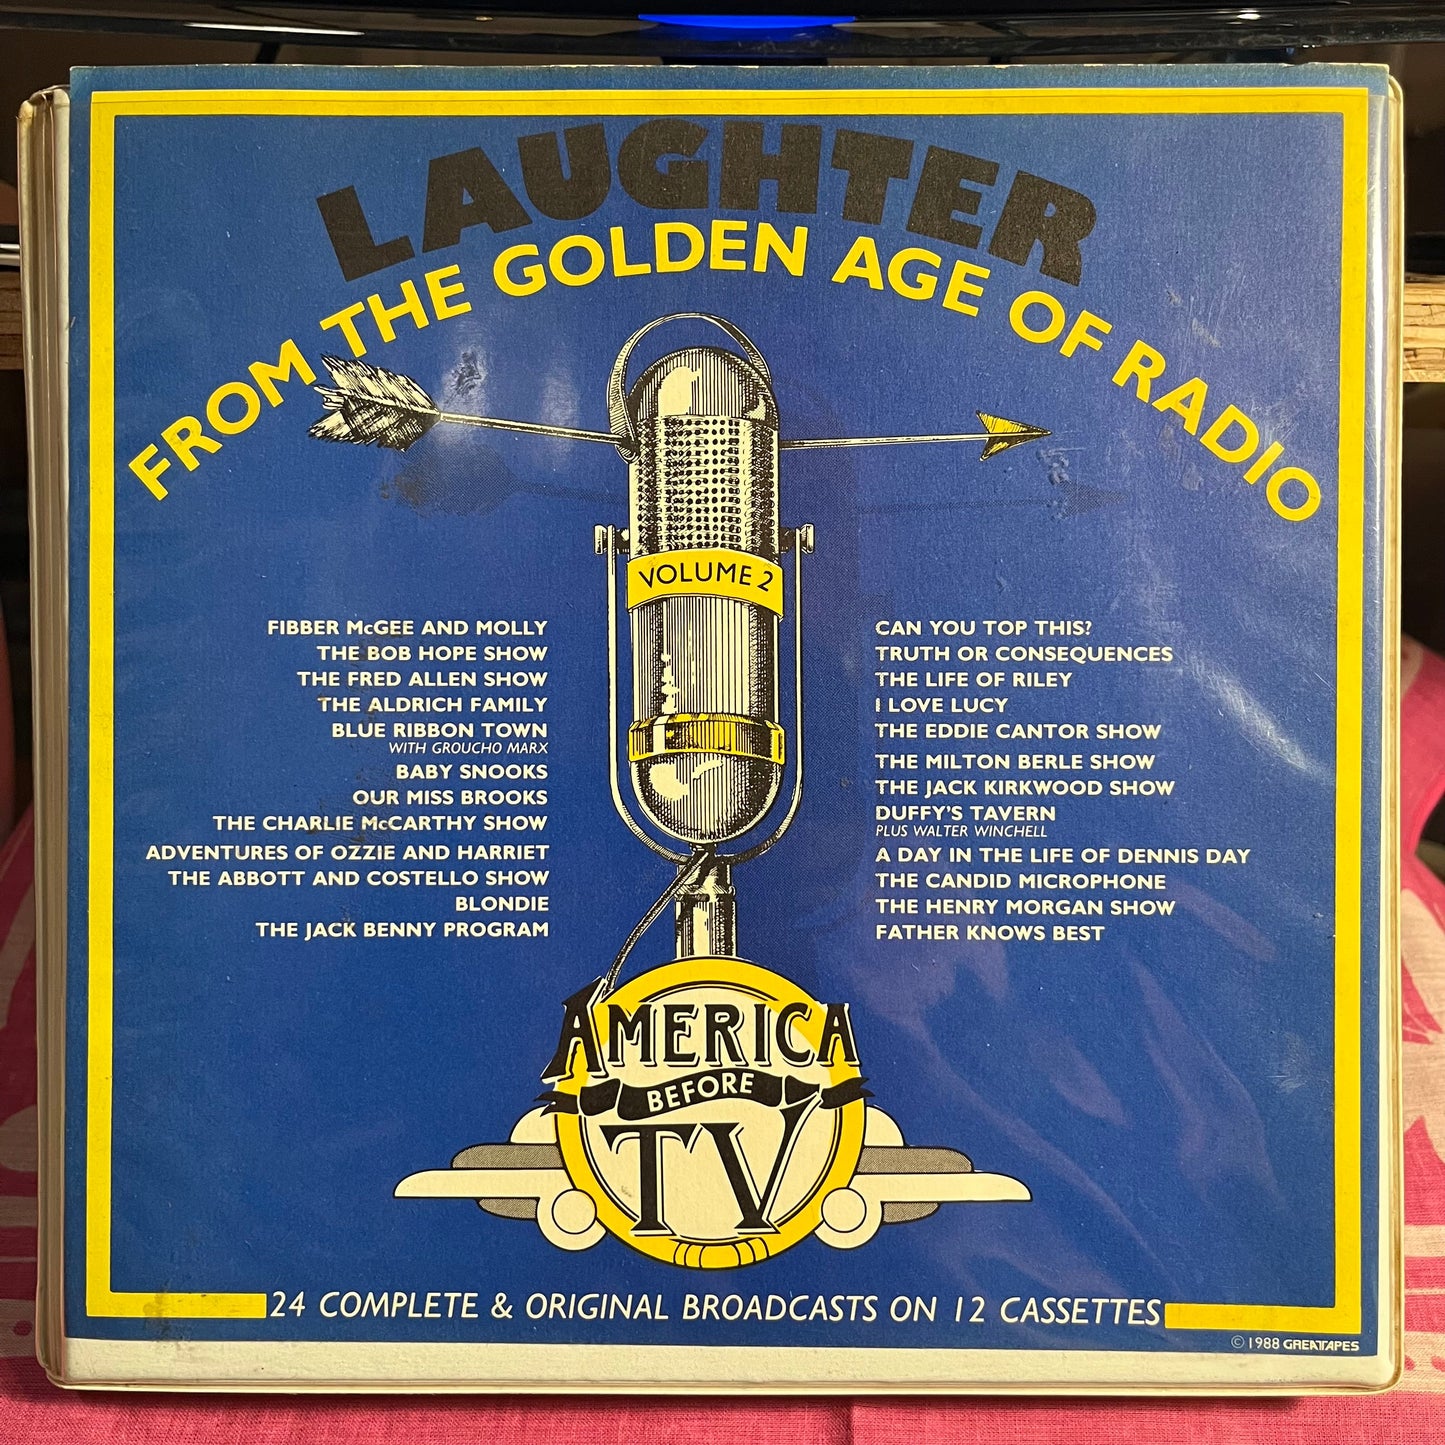 LAUGHTER
FROM THE GOLDEN AGE OF RADIO
VOLUME 2
FIBBER McGEE AND MOLLY
THE BOB HOPE SHOW
THE FRED ALLEN SHOW
THE ALDRICH FAMILY
BLUE RIBBON TOWN
WITH GROUCHO MARX
BABY SNOOKS
OUR MISS BROOKS
THE CHARLIE McCARTHY SHOW
ADVENTURES OF OZZIE AND HARRIET
THE ABBOTT AND COSTELLO SHOW
BLONDIE
THE JACK BENNY PROGRAM
CAN YOU TOP THIS?
TRUTH OR CONSEQUENCES
THE LIFE OF RILEY
I LOVE LUCY
THE EDDIE CANTOR SHOW
THE MILTON BERLE SHOW
THE JACK KIRKWOOD SHOW
DUFFY'S TAVERN
PLUS WALTER WINCHELL
A DAY IN THE LIFE OF DENNIS DAY
THE CANDID MICROPHONE
THE HENRY MORGAN SHOW
FATHER KNOWS BEST
AMERICA
BEFORE
TV
24 COMPLETE & ORIGINAL BROADCASTS ON 12 CASSETTES
© 1988 GREATAPES